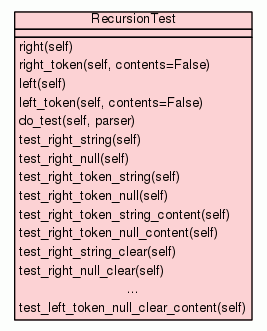 RecursionTest
right(self)
right_token(self, contents=False)
left(self)
left_token(self, contents=False)
do_test(self, parser)
test_right_string(self)
test_right_null(self)
test_right_token_string(self)
test_right_token_null(self)
test_right_token_string_content(self)
test_right_token_null_content(self)
test_right_string_clear(self)
test_right_null_clear(self)
...
test_left_token_null_clear_content(self)